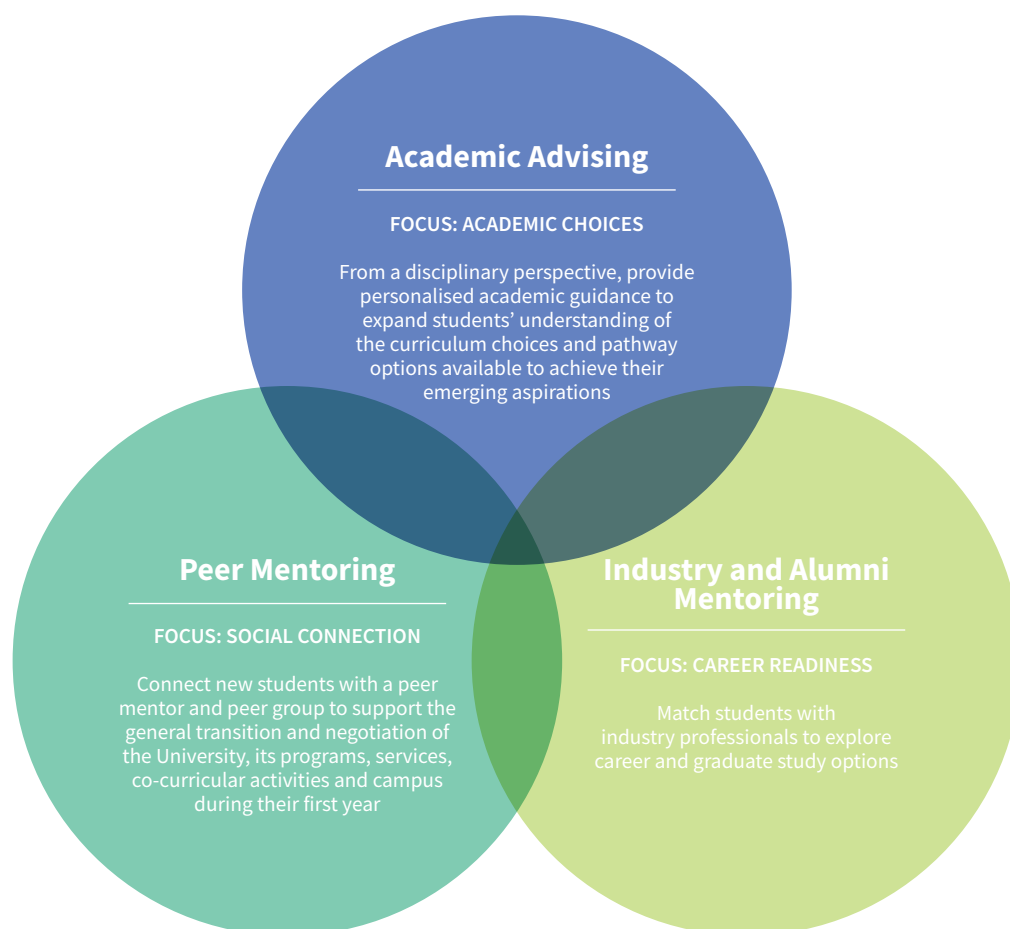 Academic Advising
FOCUS: ACADEMIC CHOICES
From a disciplinary perspective, provide
personalised academic guidance to
expand students’ understanding of
the curriculum choices and pathway
options available to achieve their
emerging aspirations
Peer Mentoring
FOCUS: SOCIAL CONNECTION
Connect new students with a peer
mentor and peer group to support the
general transition and negotiation of
the University, its programs, services,
co-curricular activities and campus
during their first year
Industry and Alumni
Mentoring
FOCUS: CAREER READINESS
Match students with
industry professionals to explore
career and graduate study options